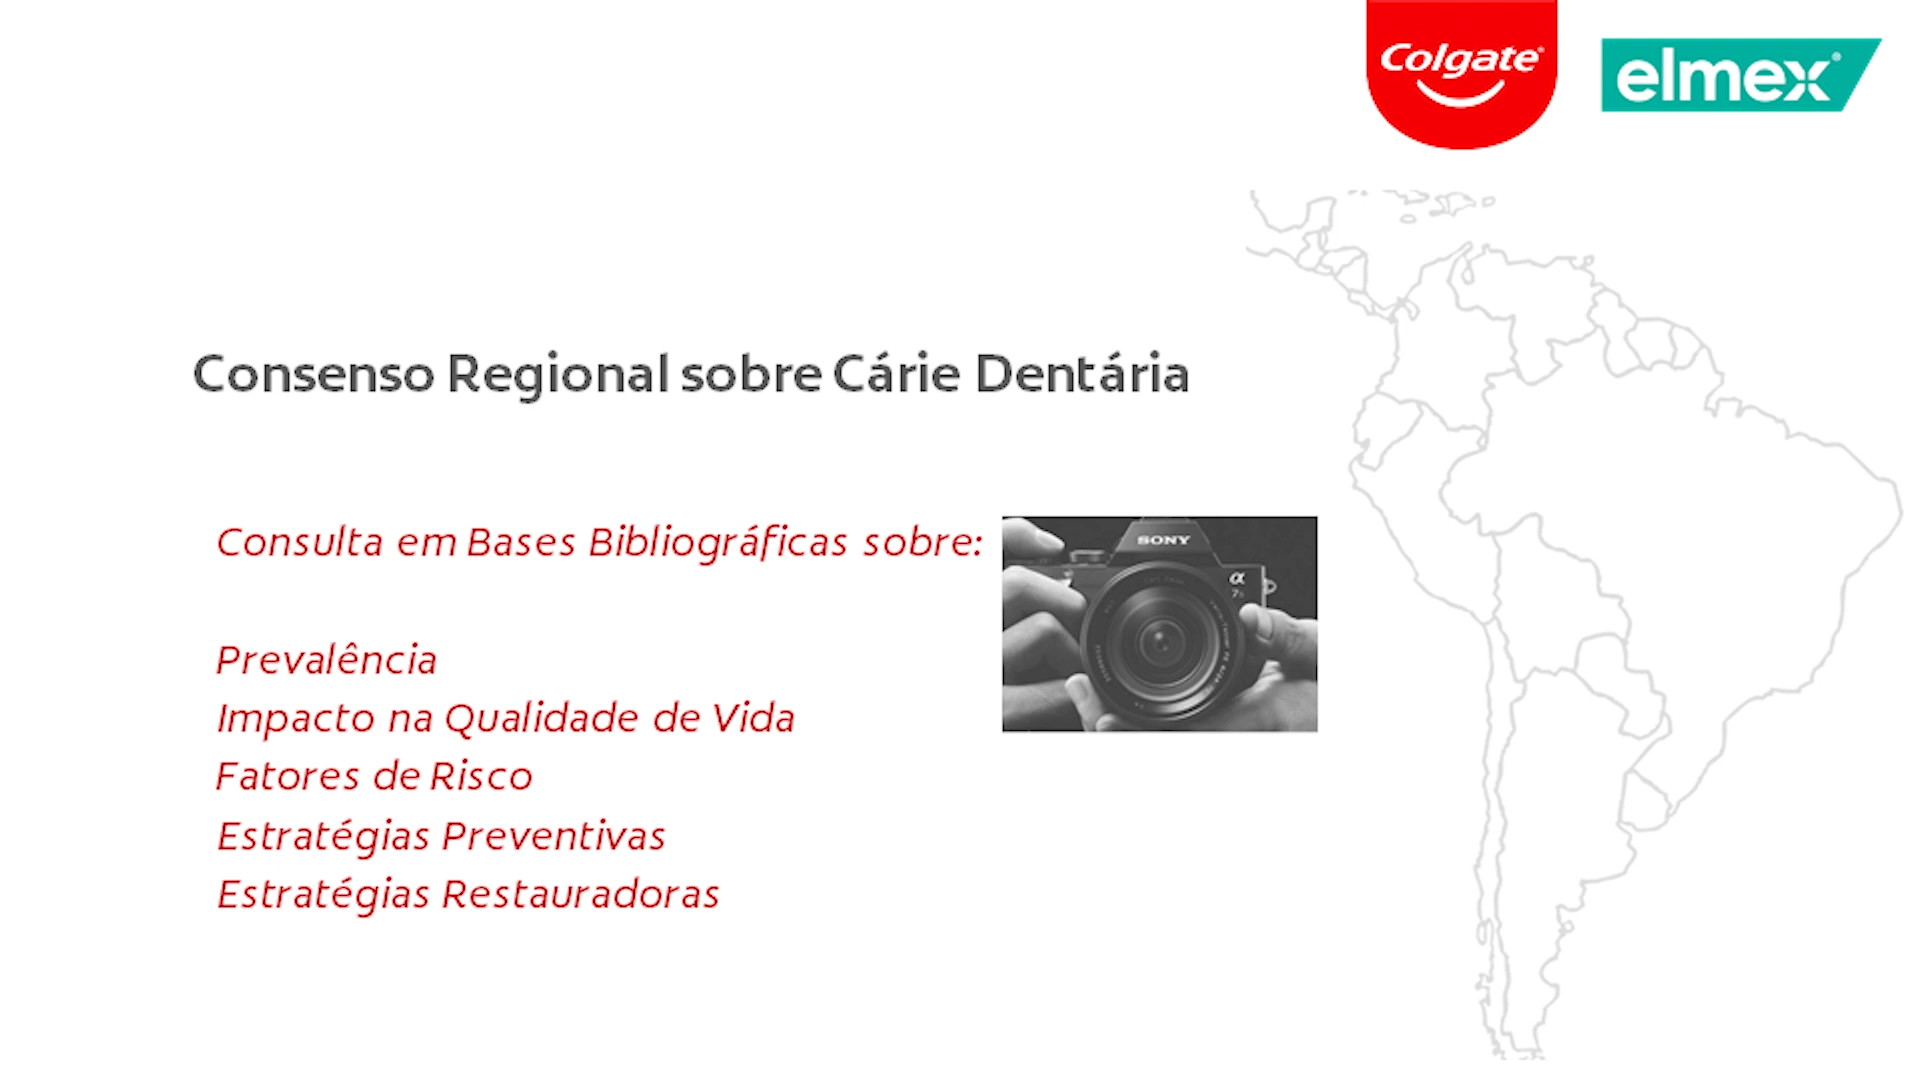 Colgate®
elmex®
Consenso Regional sobre Cárie Dentária
Consulta em Bases Bibliográficas sobre:
SONY
α
7s
Prevalência
Impacto na Qualidade de Vida
Fatores de Risco
Estratégias Preventivas
Estratégias Restauradoras